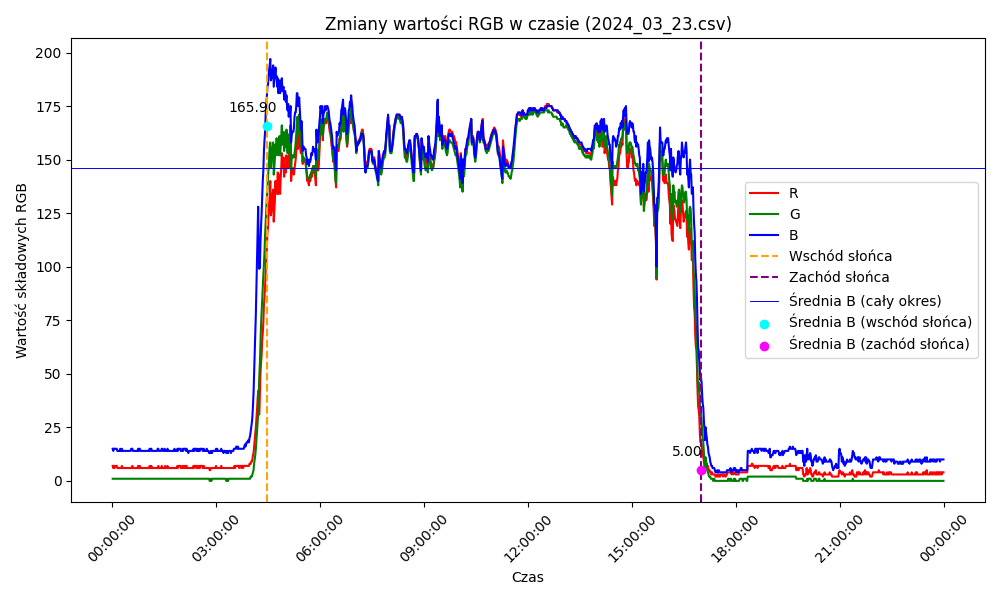 Zmiany wartości RGB w czasie (2024_03_23.csv)
Wartość składowych RGB
200
175
150
125
100
75
50
25
0
165.90
5.00
R
G
B
Wschód słońca
Zachód słońca
Średnia B (cały okres)
Średnia B (wschód słońca)
Średnia B (zachód słońca)
00:00:00
03:00:00
06:00:00
09:00:00
12:00:00
15:00:00
18:00:00
21:00:00
00:00:00
Czas